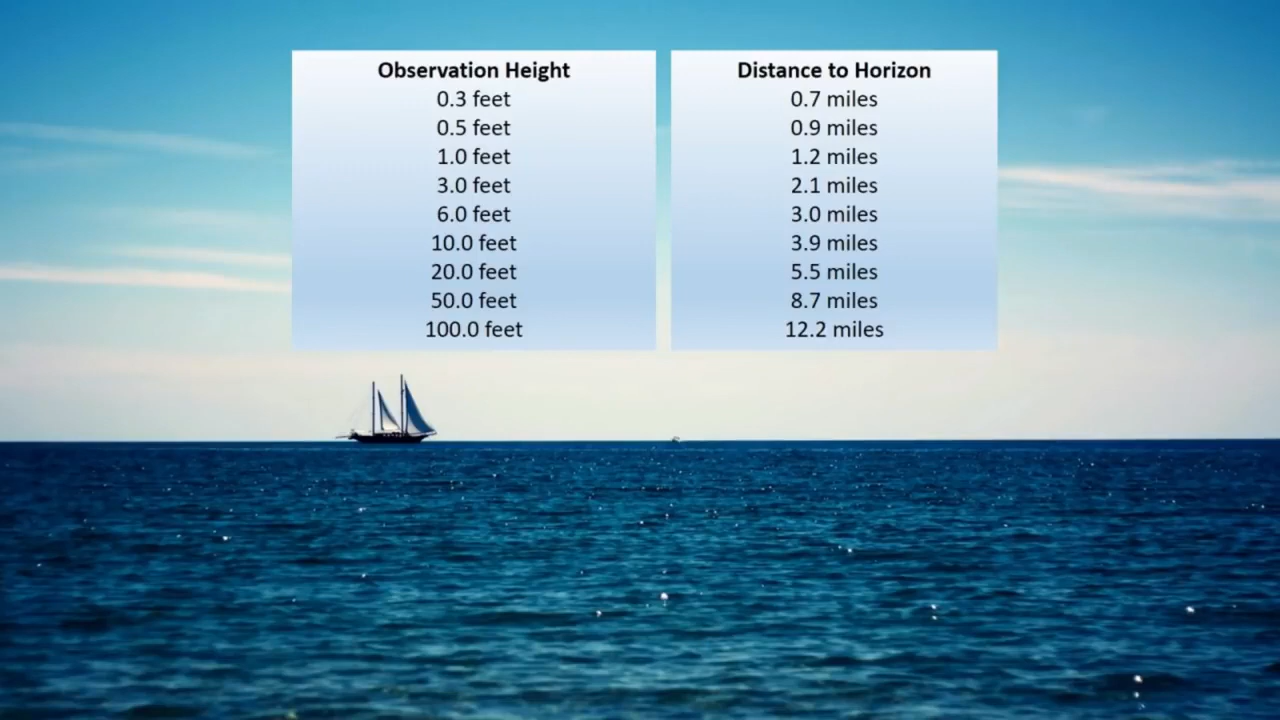 Observation Height
0.3 feet
0.5 feet
1.0 feet
3.0 feet
6.0 feet
10.0 feet
20.0 feet
50.0 feet
100.0 feet
Distance to Horizon
0.7 miles
0.9 miles
1.2 miles
2.1 miles
3.0 miles
3.9 miles
5.5 miles
8.7 miles
12.2 miles